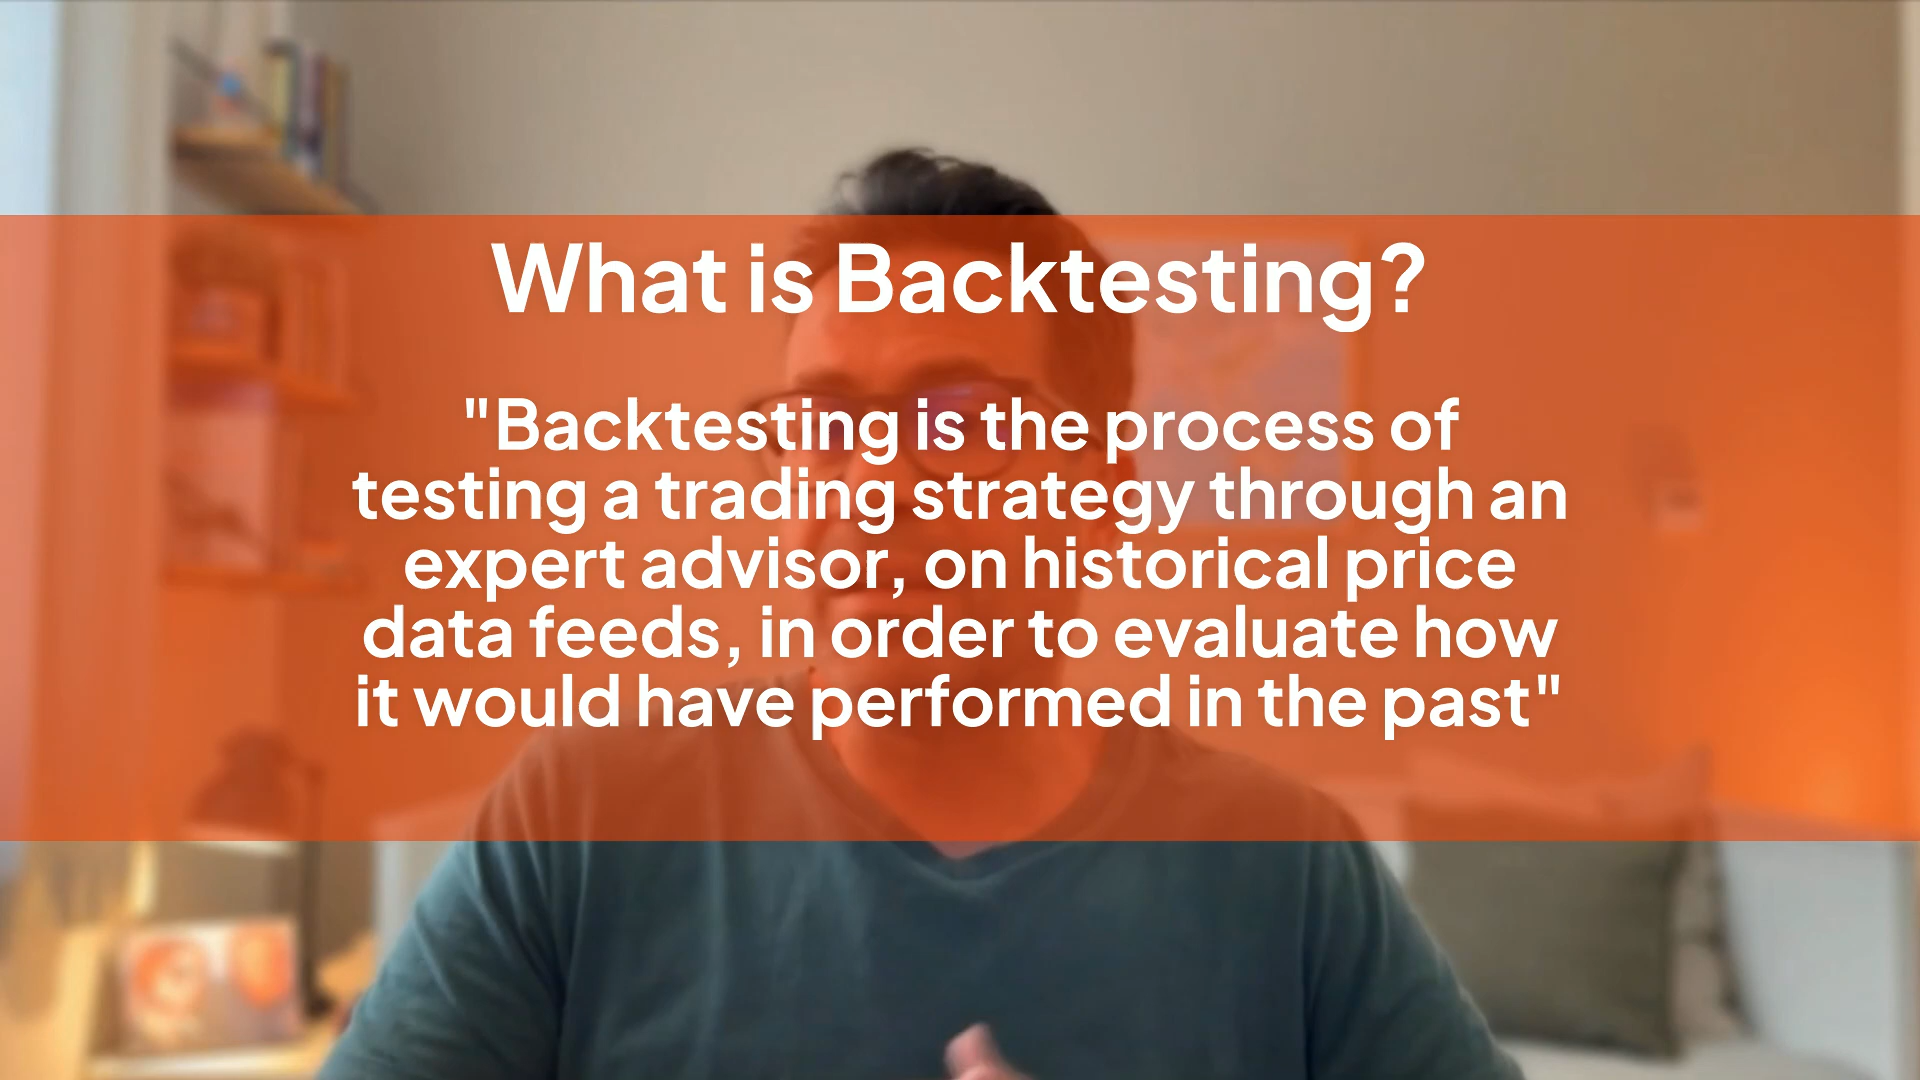 What is Backtesting?
"Backtesting is the process of
testing a trading strategy through an
expert advisor, on historical price
data feeds, in order to evaluate how
it would have performed in the past"